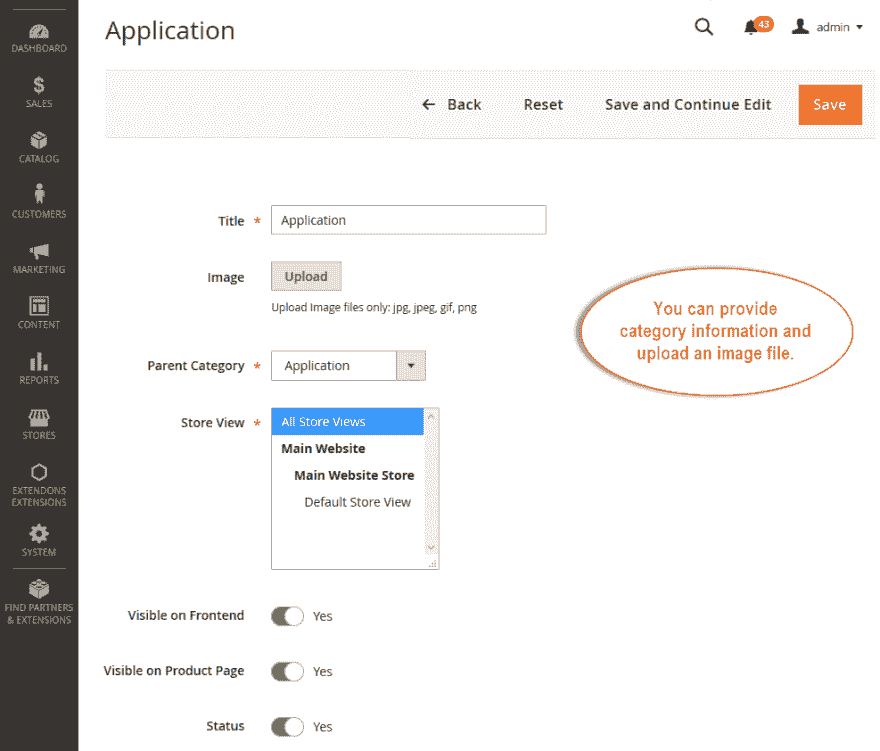 Application
43
admin
DASHBOARD
SALES
CATALOG
CUSTOMERS
MARKETING
CONTENT
REPORTS
STORES
EXTENDONS
EXTENSIONS
SYSTEM
FIND PARTNERS
& EXTENSIONS
Back Reset Save and Continue Edit Save
Title * Application
Image Upload
Upload Image files only: jpg, jpeg, gif, png
You can provide
category information and
upload an image file.
Parent Category * Application
Store View * All Store Views
Main Website
Main Website Store
Default Store View
Visible on Frontend Yes
Visible on Product Page Yes
Status Yes